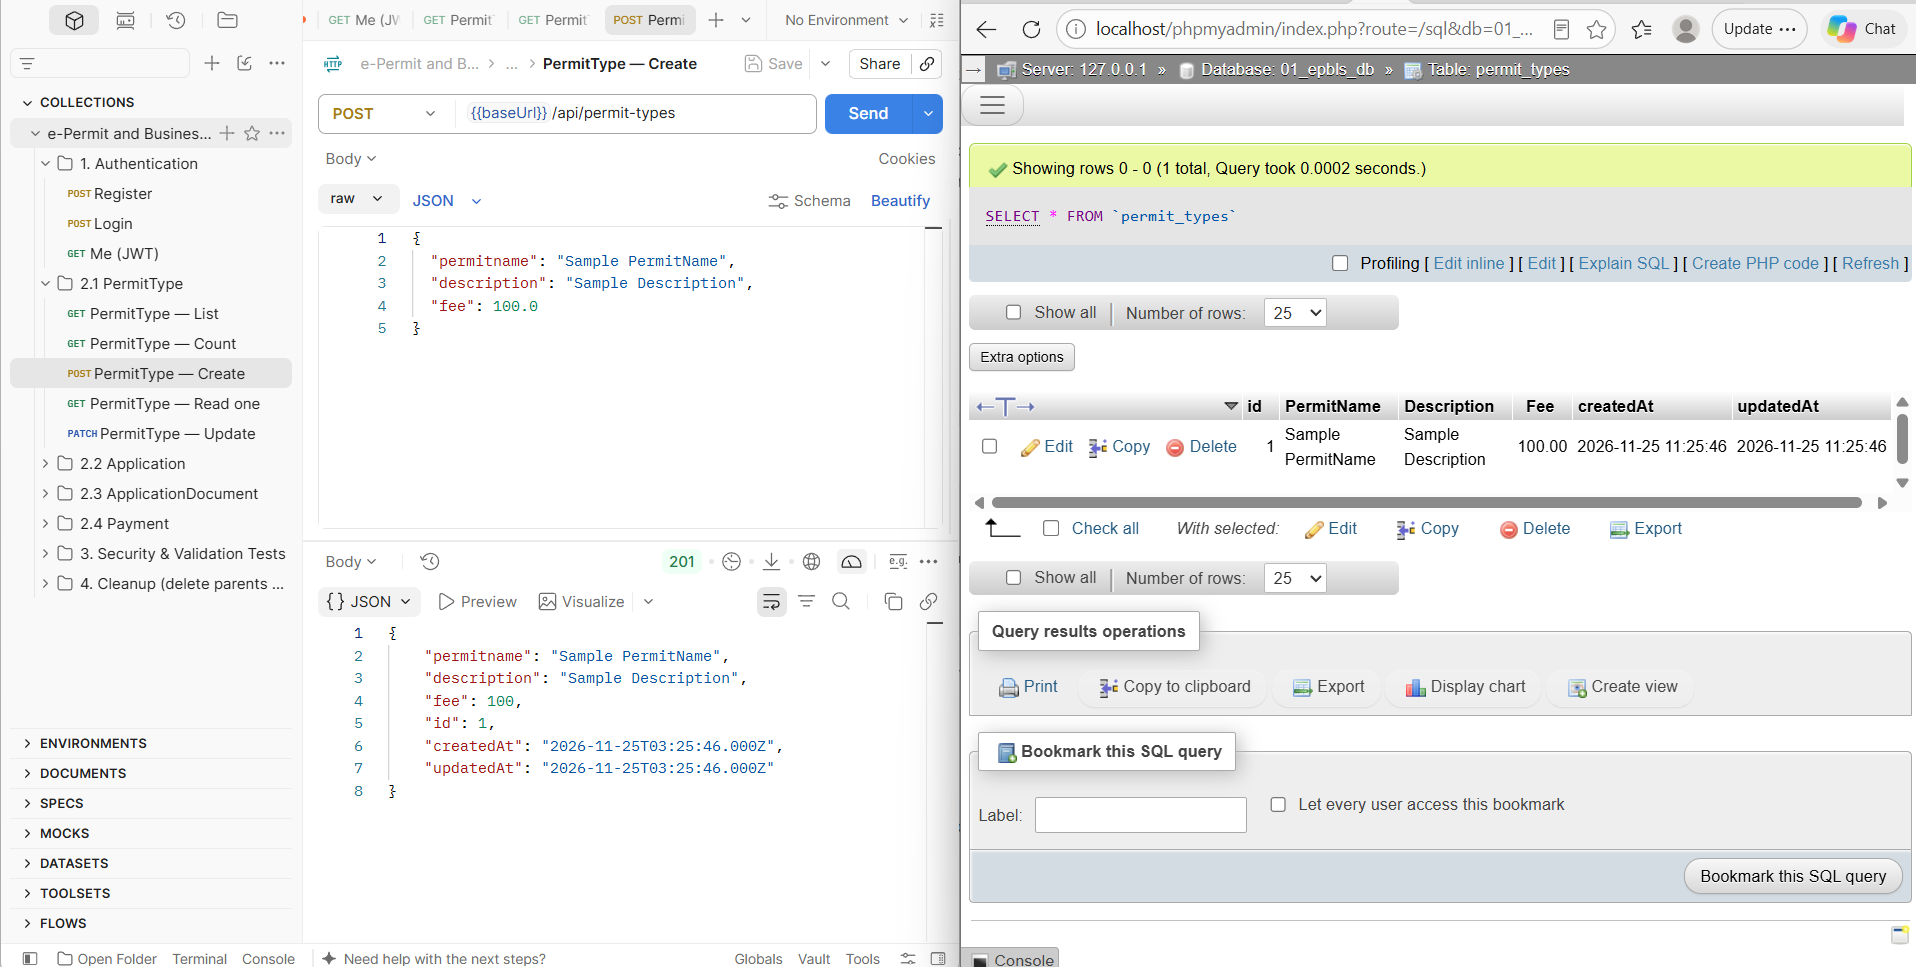 GET Me (JW
GET Permit
GET Permit
POST Permi
No Environment
COLLECTIONS
e-Permit and Busines...
1. Authentication
POST Register
POST Login
GET Me (JWT)
2.1 PermitType
GET PermitType — List
GET PermitType — Count
POST PermitType — Create
GET PermitType — Read one
PATCH PermitType — Update
2.2 Application
2.3 ApplicationDocument
2.4 Payment
3. Security & Validation Tests
4. Cleanup (delete parents ...
ENVIRONMENTS
DOCUMENTS
SPECS
MOCKS
DATASETS
TOOLSETS
FLOWS
HTTP e-Permit and B... > ... > PermitType — Create
Save
Share
POST
{{baseUrl}} /api/permit-types
Send
Body
Cookies
raw
JSON
Schema
Beautify
1 {
2 "permitname": "Sample PermitName",
3 "description": "Sample Description",
4 "fee": 100.0
5 }
Body
201
e.g.
{} JSON
Preview
Visualize
1 {
2 "permitname": "Sample PermitName",
3 "description": "Sample Description",
4 "fee": 100,
5 "id": 1,
6 "createdAt": "2026-11-25T03:25:46.000Z",
7 "updatedAt": "2026-11-25T03:25:46.000Z"
8 }
Open Folder
Terminal
Console
Need help with the next steps?
Globals
Vault
Tools
localhost/phpmyadmin/index.php?route=/sql&db=01_...
Update
Chat
Server: 127.0.0.1 » Database: 01_epbls_db » Table: permit_types
Showing rows 0 - 0 (1 total, Query took 0.0002 seconds.)
SELECT * FROM `permit_types`
Profiling [ Edit inline ] [ Edit ] [ Explain SQL ] [ Create PHP code ] [ Refresh ]
Show all
Number of rows: 25
Extra options
id PermitName Description Fee createdAt updatedAt
Edit Copy Delete 1 Sample PermitName Sample Description 100.00 2026-11-25 11:25:46 2026-11-25 11:25:46
Check all With selected: Edit Copy Delete Export
Show all
Number of rows: 25
Query results operations
Print
Copy to clipboard
Export
Display chart
Create view
Bookmark this SQL query
Label:
Let every user access this bookmark
Bookmark this SQL query
Console